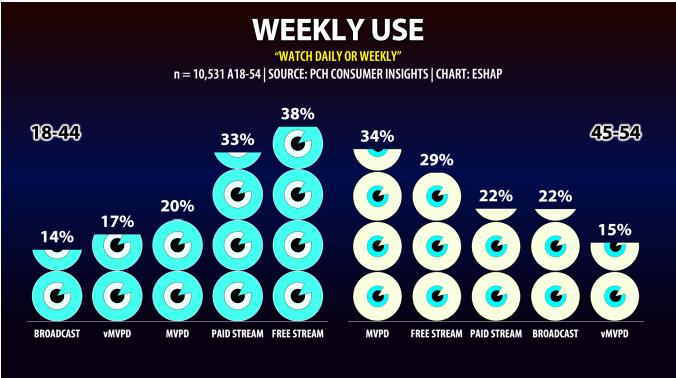 WEEKLY USE
“WATCH DAILY OR WEEKLY”
n = 10,531 A18-54 | SOURCE: PCH CONSUMER INSIGHTS | CHART: ESHAP
18-44
14%
17%
20%
33%
38%
BROADCAST
vMVPD
MVPD
PAID STREAM
FREE STREAM
45-54
34%
29%
22%
22%
15%
MVPD
FREE STREAM
PAID STREAM
BROADCAST
vMVPD